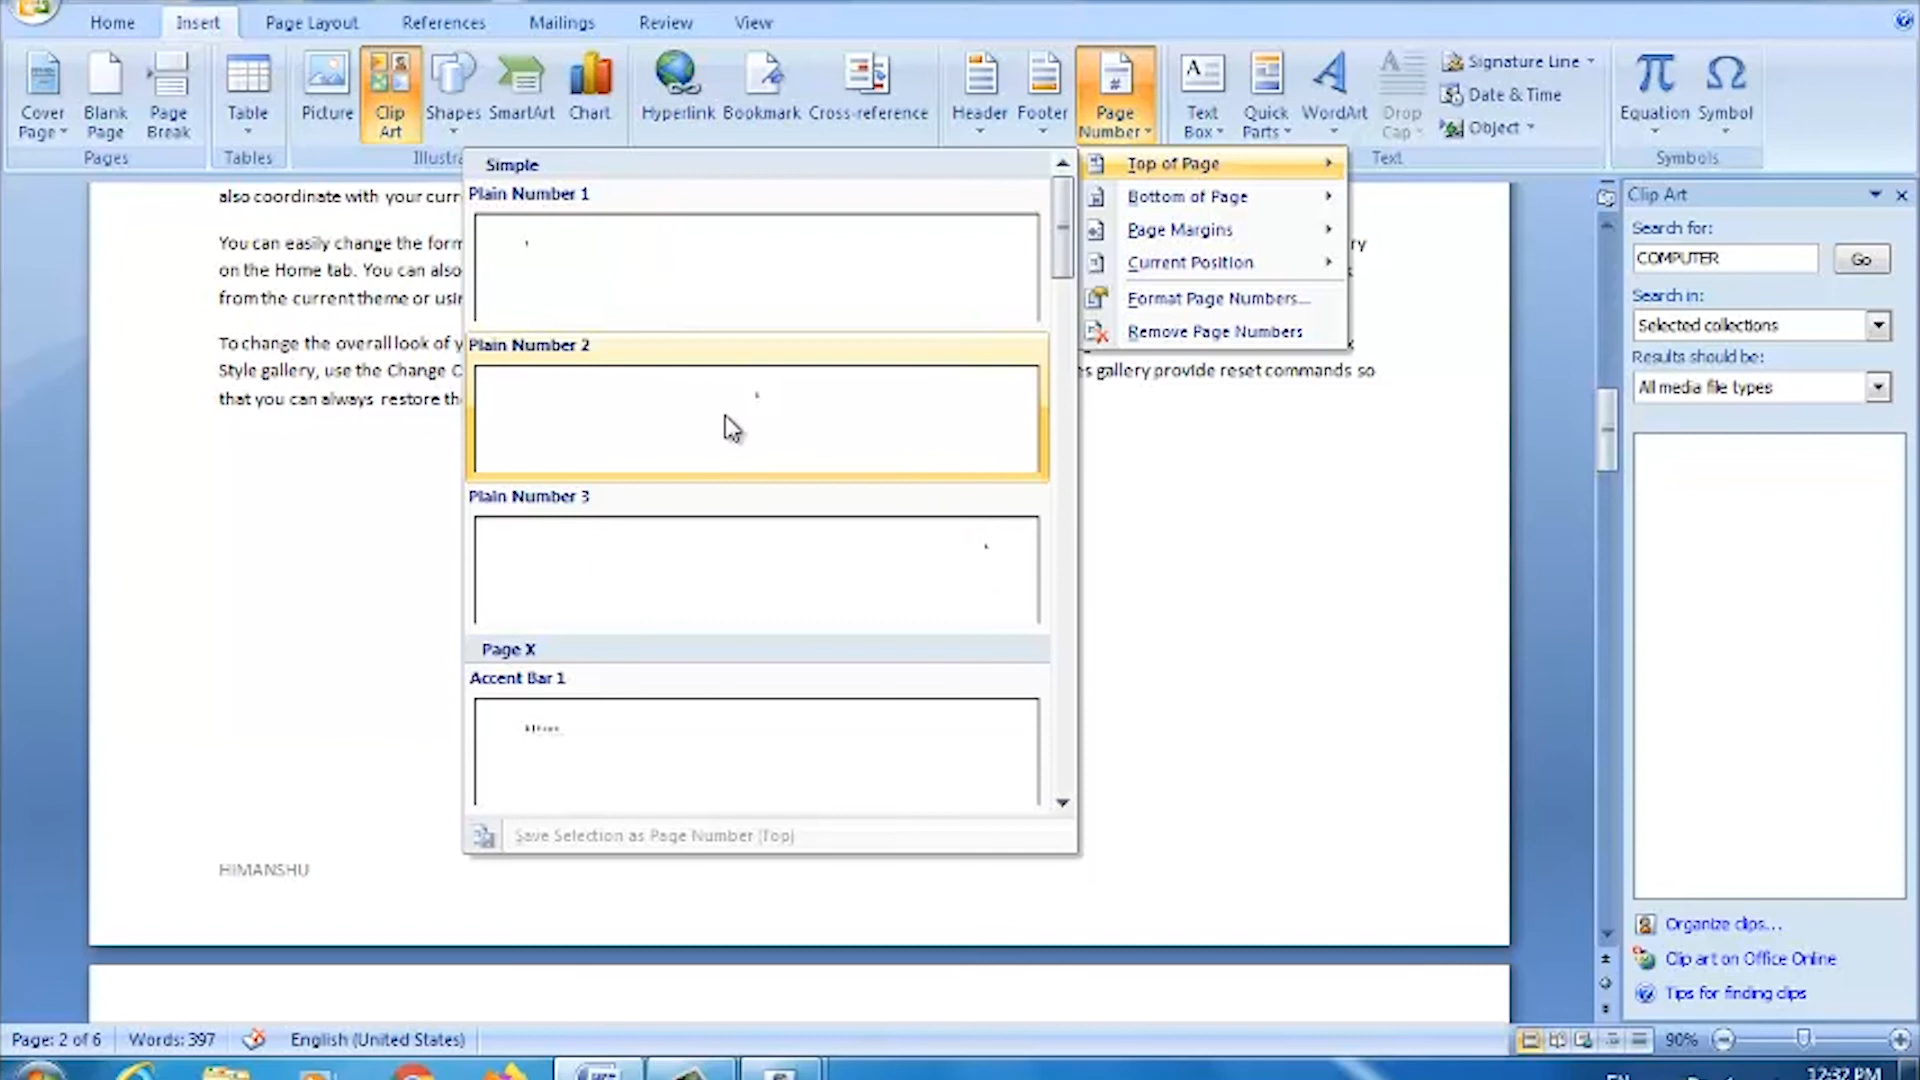 Home Insert Page Layout References Mailings Review View
Cover Page
Blank Page
Page Break
Table
Picture
Clip Art
Shapes
SmartArt
Chart
Hyperlink
Bookmark
Cross-reference
Header
Footer
Page Number
Text Box
Quick Parts
WordArt
Drop Cap
Signature Line
Date & Time
Object
Equation
Symbol
Pages
Tables
Illustra
Text
Symbols
Simple
Plain Number 1
Plain Number 2
Plain Number 3
Page X
Accent Bar 1
Save Selection as Page Number (Top)
Top of Page
Bottom of Page
Page Margins
Current Position
Format Page Numbers...
Remove Page Numbers
also coordinate with your curr
You can easily change the form
on the Home tab. You can also
from the current theme or usin
To change the overall look of y
Style gallery, use the Change C es gallery provide reset commands so
that you can always restore th
HIMANSHU
Clip Art
Search for:
COMPUTER
Go
Search in:
Selected collections
Results should be:
All media file types
Organize clips...
Clip art on Office Online
Tips for finding clips
Page: 2 of 6 Words: 397 English (United States) 90%
12:32 PM